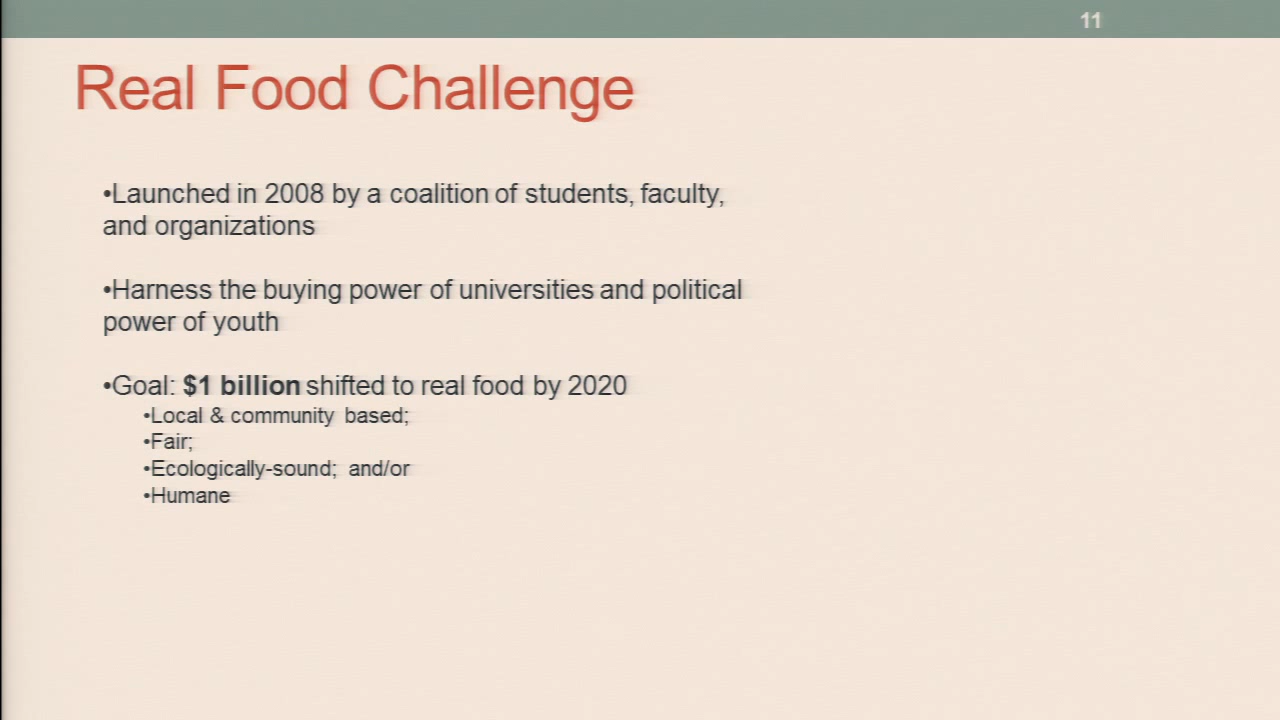 11
Real Food Challenge
•Launched in 2008 by a coalition of students, faculty,
and organizations
•Harness the buying power of universities and political
power of youth
•Goal: $1 billion shifted to real food by 2020
•Local & community based;
•Fair;
•Ecologically-sound; and/or
•Humane